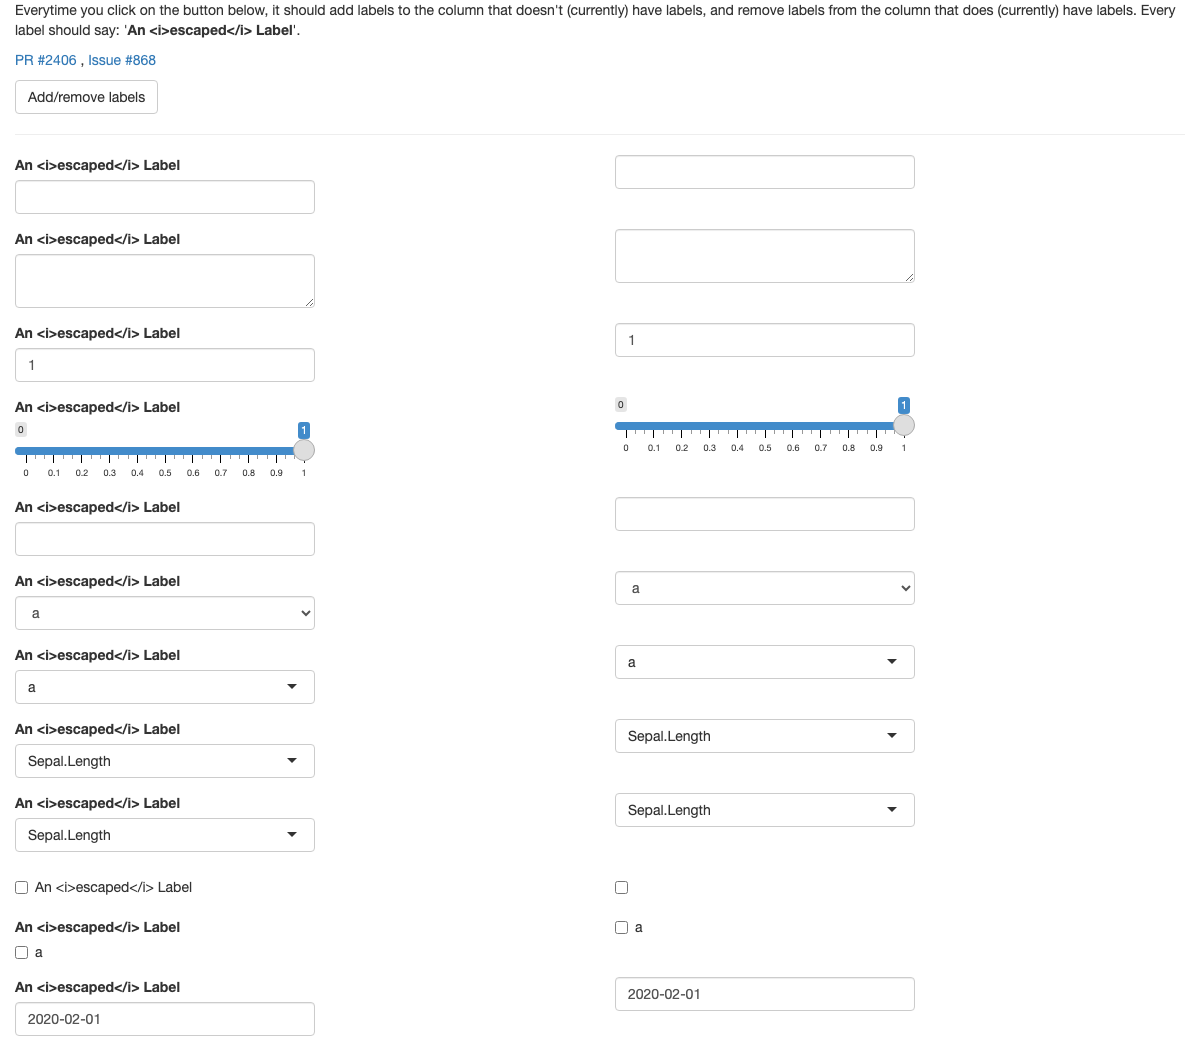 Everytime you click on the button below, it should add labels to the column that doesn't (currently) have labels, and remove labels from the column that does (currently) have labels. Every
label should say: 'An <i>escaped</i> Label'.
PR #2406 , Issue #868
Add/remove labels
An <i>escaped</i> Label
An <i>escaped</i> Label
An <i>escaped</i> Label
1
1
An <i>escaped</i> Label
0 1
0 0.1 0.2 0.3 0.4 0.5 0.6 0.7 0.8 0.9 1
0 1
0 0.1 0.2 0.3 0.4 0.5 0.6 0.7 0.8 0.9 1
An <i>escaped</i> Label
An <i>escaped</i> Label
a
a
An <i>escaped</i> Label
a
a
An <i>escaped</i> Label
Sepal.Length
Sepal.Length
An <i>escaped</i> Label
Sepal.Length
Sepal.Length
An <i>escaped</i> Label
An <i>escaped</i> Label
a
a
An <i>escaped</i> Label
2020-02-01
2020-02-01